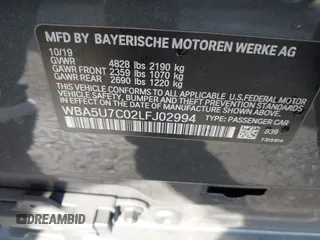 MFD BY BAYERISCHE MOTOREN WERKE AG
10/19
GVWR 4828 lbs 2190 kg
GAWR FRONT 2359 lbs 1070 kg
GAWR REAR 2690 lbs 1220 kg
THIS VEHICLE CONFORMS TO ALL APPLICABLE U.S. FEDERAL MOTOR
VEHICLE SAFETY, BUMPER AND THEFT PREVENTION STANDARDS IN EFFECT
ON THE DATE OF MANUFACTURE SHOWN ABOVE.
WBA5U7C02LFJ02994 TYPE: PASSENGER CAR
839
DREAMBID